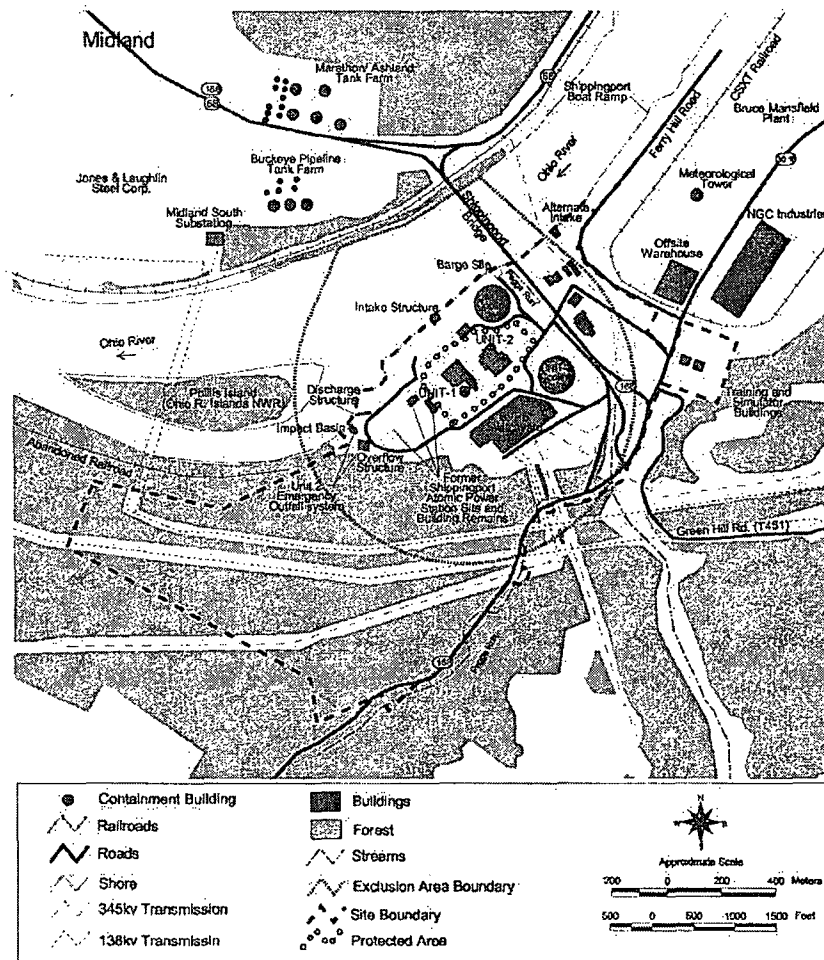 Midland
168
68
Marathon/ Ashland
Tank Farm
68
Shippingport
Boat Ramp
Ferry Hill Road
CSXT Railroad
Bruce Mansfield
Plant
Buckeye Pipeline
Tank Farm
Jones & Laughlin
Steel Corp.
Midland South
Substation
Ohio River
Meteorological
Tower
Shippingport
Bridge
Alternate
Intake
NGC Industries
Offsite
Warehouse
Barge Slip
Peggs Run
Intake Structure
UNIT-2
Ohio River
Phillis Island
(Ohio R. Islands NWR)
Discharge
Structure
UNIT-1
168
Training and
Simulator
Buildings
Impact Basin
Abandoned Railroad
Overflow
Structure
Unit 2
Emergency
Outfall system
Former
Shippingport
Atomic Power
Station Site and
Building Remains
Green Hill Rd. (T451)
168
Containment Building
Railroads
Roads
Shore
345kv Transmission
138kv Transmissin
Buildings
Forest
Streams
Exclusion Area Boundary
Site Boundary
Protected Area
N
Approximate Scale
200 0 200 400 Meters
500 0 500 1000 1500 Feet